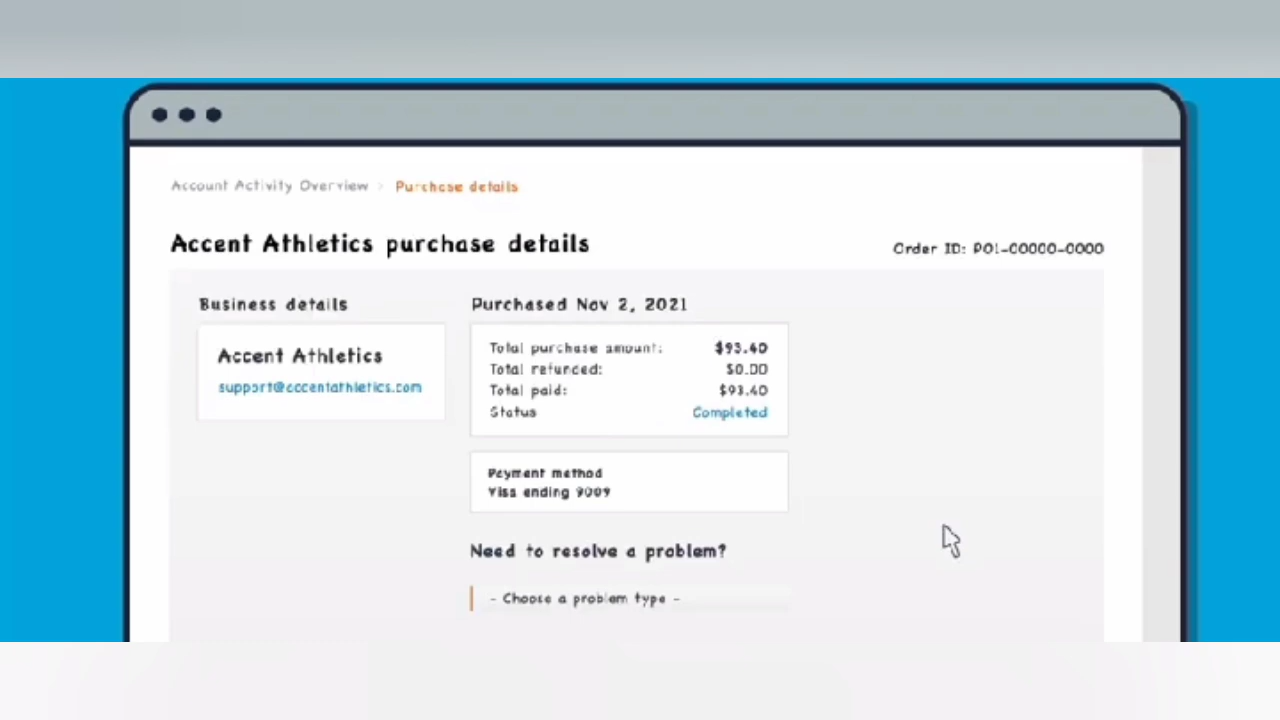 Account Activity Overview > Purchase details
Accent Athletics purchase details
Order ID: P01-00000-0000
Business details
Accent Athletics
support@accentathletics.com
Purchased Nov 2, 2021
Total purchase amount: $93.40
Total refunded: $0.00
Total paid: $93.40
Status Completed
Payment method
Visa ending 9009
Need to resolve a problem?
- Choose a problem type -